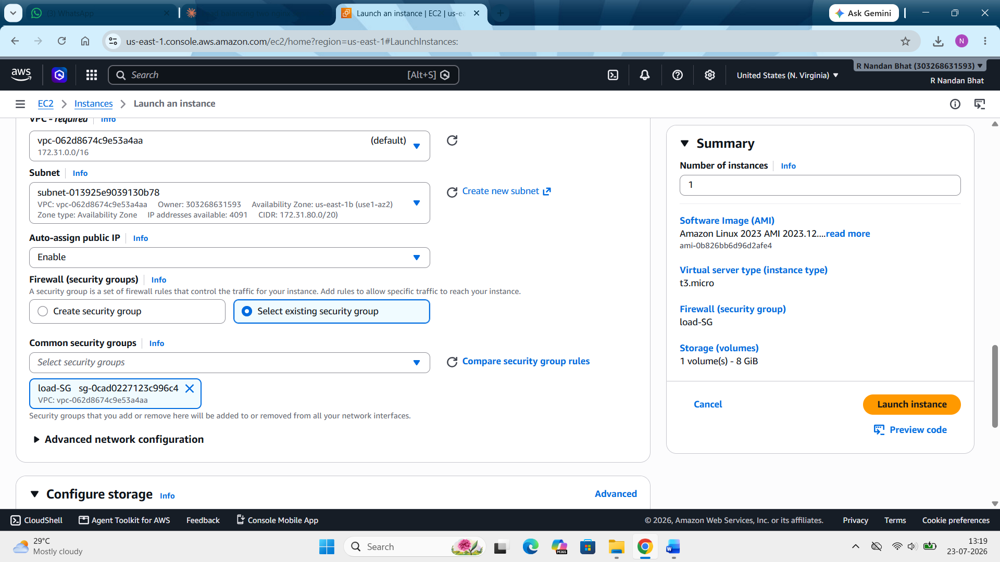 (3) WhatsApp
Launch an instance | EC2 | us-ea
Ask Gemini
us-east-1.console.aws.amazon.com/ec2/home?region=us-east-1#LaunchInstances:
N
aws
Search
[Alt+S]
United States (N. Virginia)
R Nandan Bhat (303268631593)
R Nandan Bhat
EC2
Instances
Launch an instance
VPC - required
Info
vpc-062d8674c9e53a4aa
(default)
172.31.0.0/16
Subnet
Info
subnet-013925e9039130b78
VPC: vpc-062d8674c9e53a4aa Owner: 303268631593 Availability Zone: us-east-1b (use1-az2)
Zone type: Availability Zone IP addresses available: 4091 CIDR: 172.31.80.0/20)
Create new subnet
Auto-assign public IP
Info
Enable
Firewall (security groups)
Info
A security group is a set of firewall rules that control the traffic for your instance. Add rules to allow specific traffic to reach your instance.
Create security group
Select existing security group
Common security groups
Info
Select security groups
Compare security group rules
load-SG sg-0cad0227123c996c4
VPC: vpc-062d8674c9e53a4aa
Security groups that you add or remove here will be added to or removed from all your network interfaces.
Advanced network configuration
Configure storage
Info
Advanced
Summary
Number of instances
Info
1
Software Image (AMI)
Amazon Linux 2023 AMI 2023.12....read more
ami-0b826bb6d96d2afe4
Virtual server type (instance type)
t3.micro
Firewall (security group)
load-SG
Storage (volumes)
1 volume(s) - 8 GiB
Cancel
Launch instance
Preview code
CloudShell
Agent Toolkit for AWS
Feedback
Console Mobile App
© 2026, Amazon Web Services, Inc. or its affiliates.
Privacy
Terms
Cookie preferences
29°C
Mostly cloudy
Search
M365
W
13:19
23-07-2026